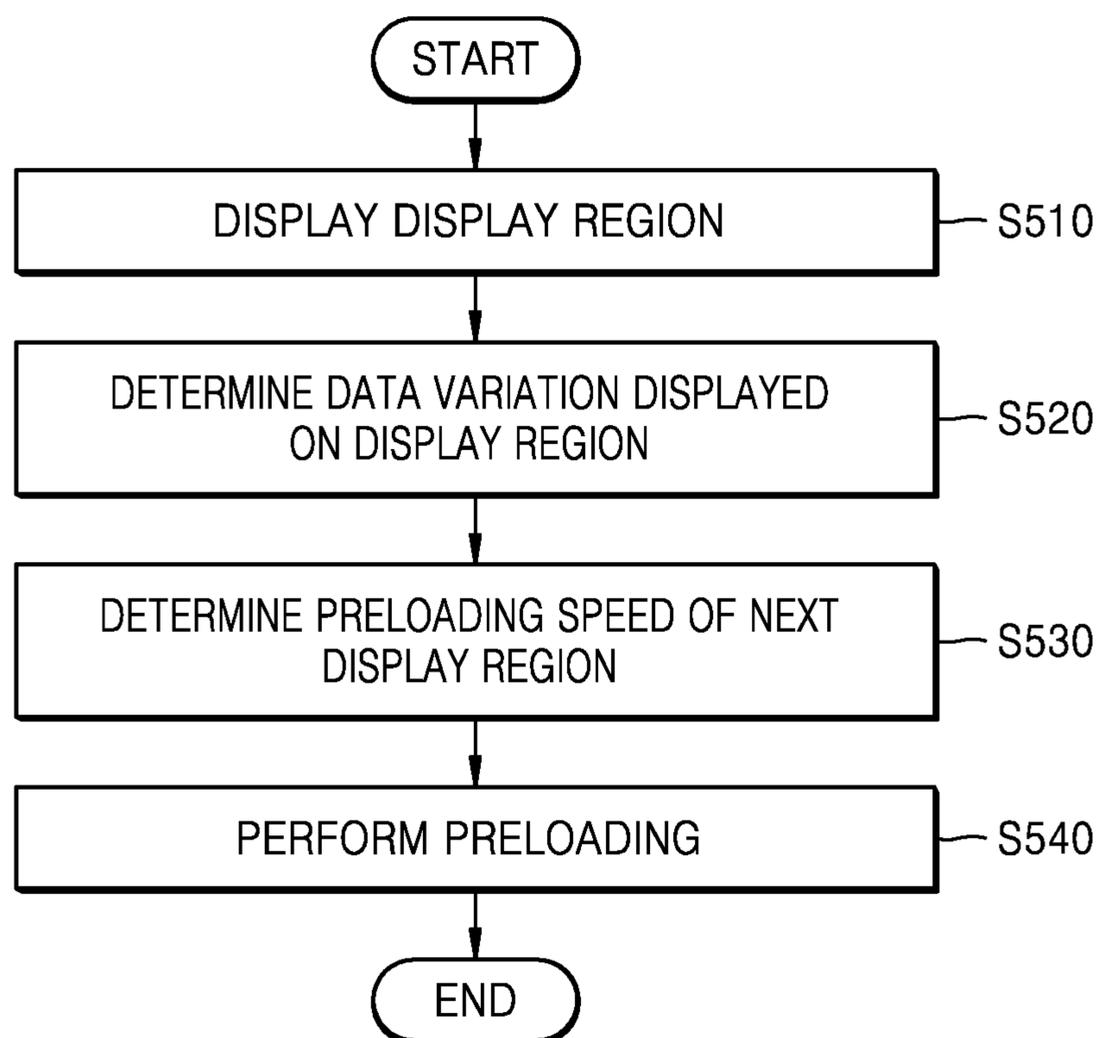 START
DISPLAY DISPLAY REGION
S510
DETERMINE DATA VARIATION DISPLAYED
ON DISPLAY REGION
S520
DETERMINE PRELOADING SPEED OF NEXT
DISPLAY REGION
S530
PERFORM PRELOADING
S540
END